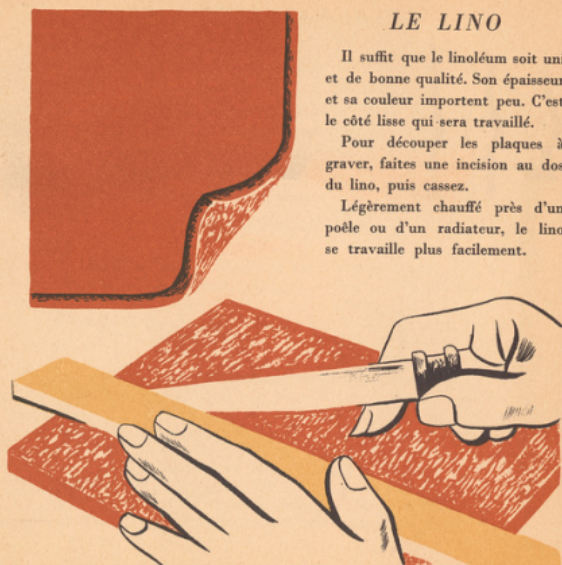 LE LINO
Il suffit que le linoléum soit uni
et de bonne qualité. Son épaisseur
et sa couleur importent peu. C'est
le côté lisse qui sera travaillé.
Pour découper les plaques à
graver, faites une incision au dos
du lino, puis cassez.
Légèrement chauffé près d'un
poêle ou d'un radiateur, le lino
se travaille plus facilement.